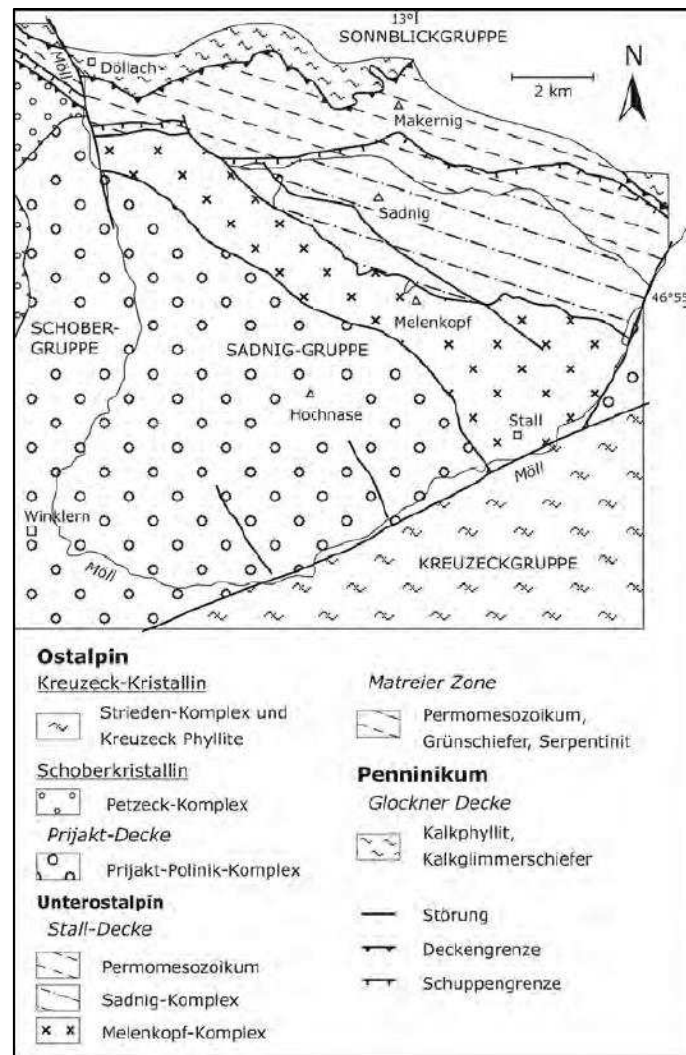 13°
SONNBLICKGRUPPE
Möll
Döllach
N
2 km
Makernig
Sadnig
46°55
Melenkopf
SCHOBER-
GRUPPE
SADNIG-GRUPPE
Hochnase
Stall
Möll
Winklern
KREUZECKGRUPPE
Möll
Ostalpin
Kreuzeck-Kristallin
Strieden-Komplex und
Kreuzeck Phyllite
Schoberkristallin
Petzeck-Komplex
Prijakt-Decke
Prijakt-Polinik-Komplex
Unterostalpin
Stall-Decke
Permomesozoikum
Sadnig-Komplex
Melenkopf-Komplex
Matreier Zone
Permomesozoikum,
Grünschiefer, Serpentinit
Penninikum
Glockner Decke
Kalkphyllit,
Kalkglimmerschiefer
Störung
Deckengrenze
Schuppengrenze